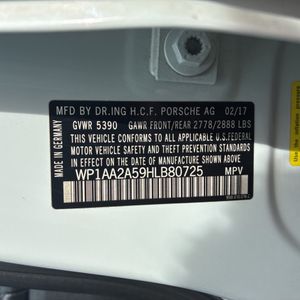 MFD BY DR.ING H.C.F. PORSCHE AG 02/17
GVWR 5390 GAWR FRONT/REAR 2778/2888 LBS
THIS VEHICLE CONFORMS TO ALL APPLICABLE U.S.FEDERAL
MOTOR VEHICLE SAFETY, BUMPER, AND
THEFT PREVENTION STANDARDS IN EFFECT ON THE
DATE OF MANUFACTURE SHOWN ABOVE.
WP1AA2A59HLB80725 MPV
MADE IN GERMANY